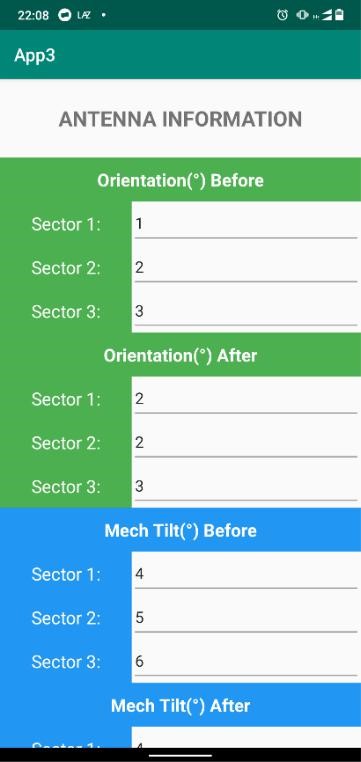 22:08 LAZ
App3
ANTENNA INFORMATION
Orientation(°) Before
Sector 1: 1
Sector 2: 2
Sector 3: 3
Orientation(°) After
Sector 1: 2
Sector 2: 2
Sector 3: 3
Mech Tilt(°) Before
Sector 1: 4
Sector 2: 5
Sector 3: 6
Mech Tilt(°) After
Sector 1: 4